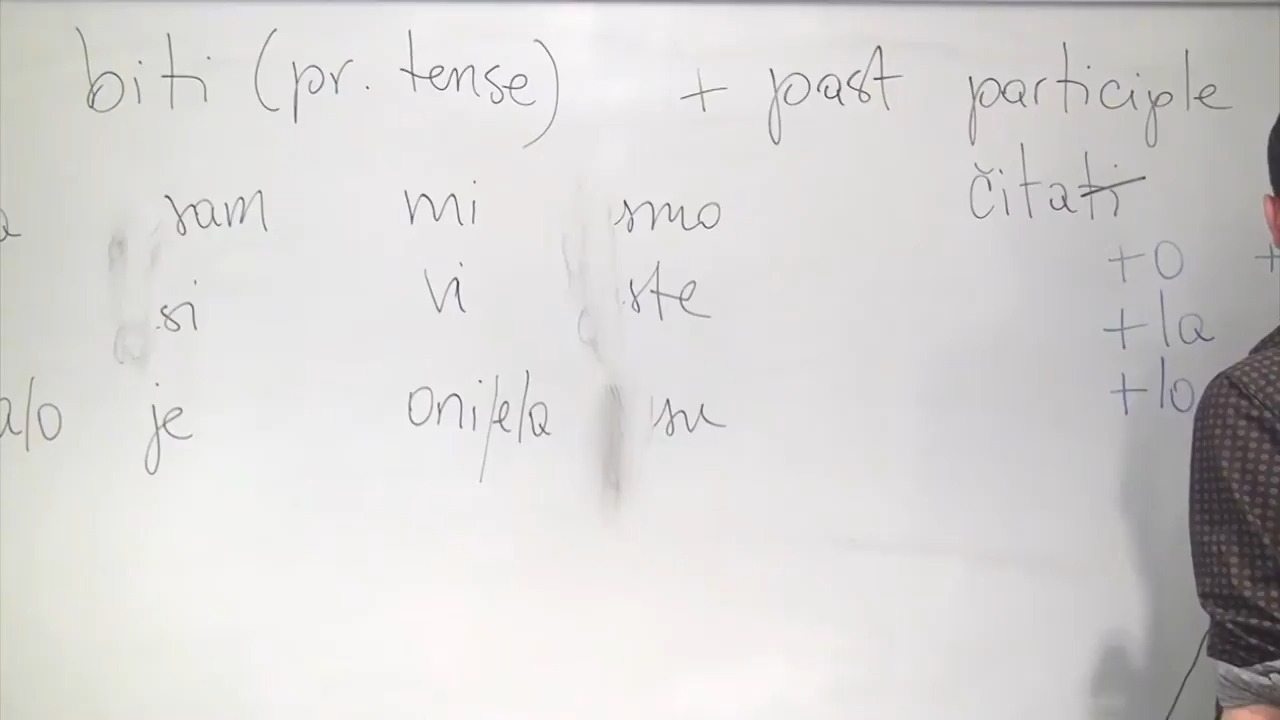 biti (pr. tense) + past participle
sam mi smo čitati
+o +
si vi ste +la
a/o je oni/e/a su +lo